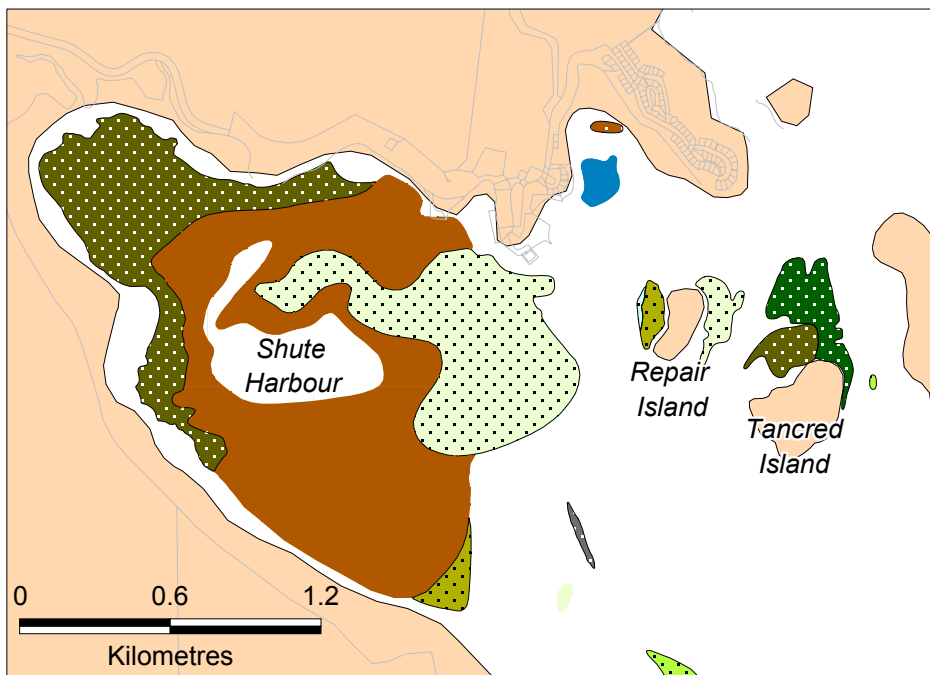 Shute
Harbour
Repair
Island
Tancred
Island
0 0.6 1.2
Kilometres